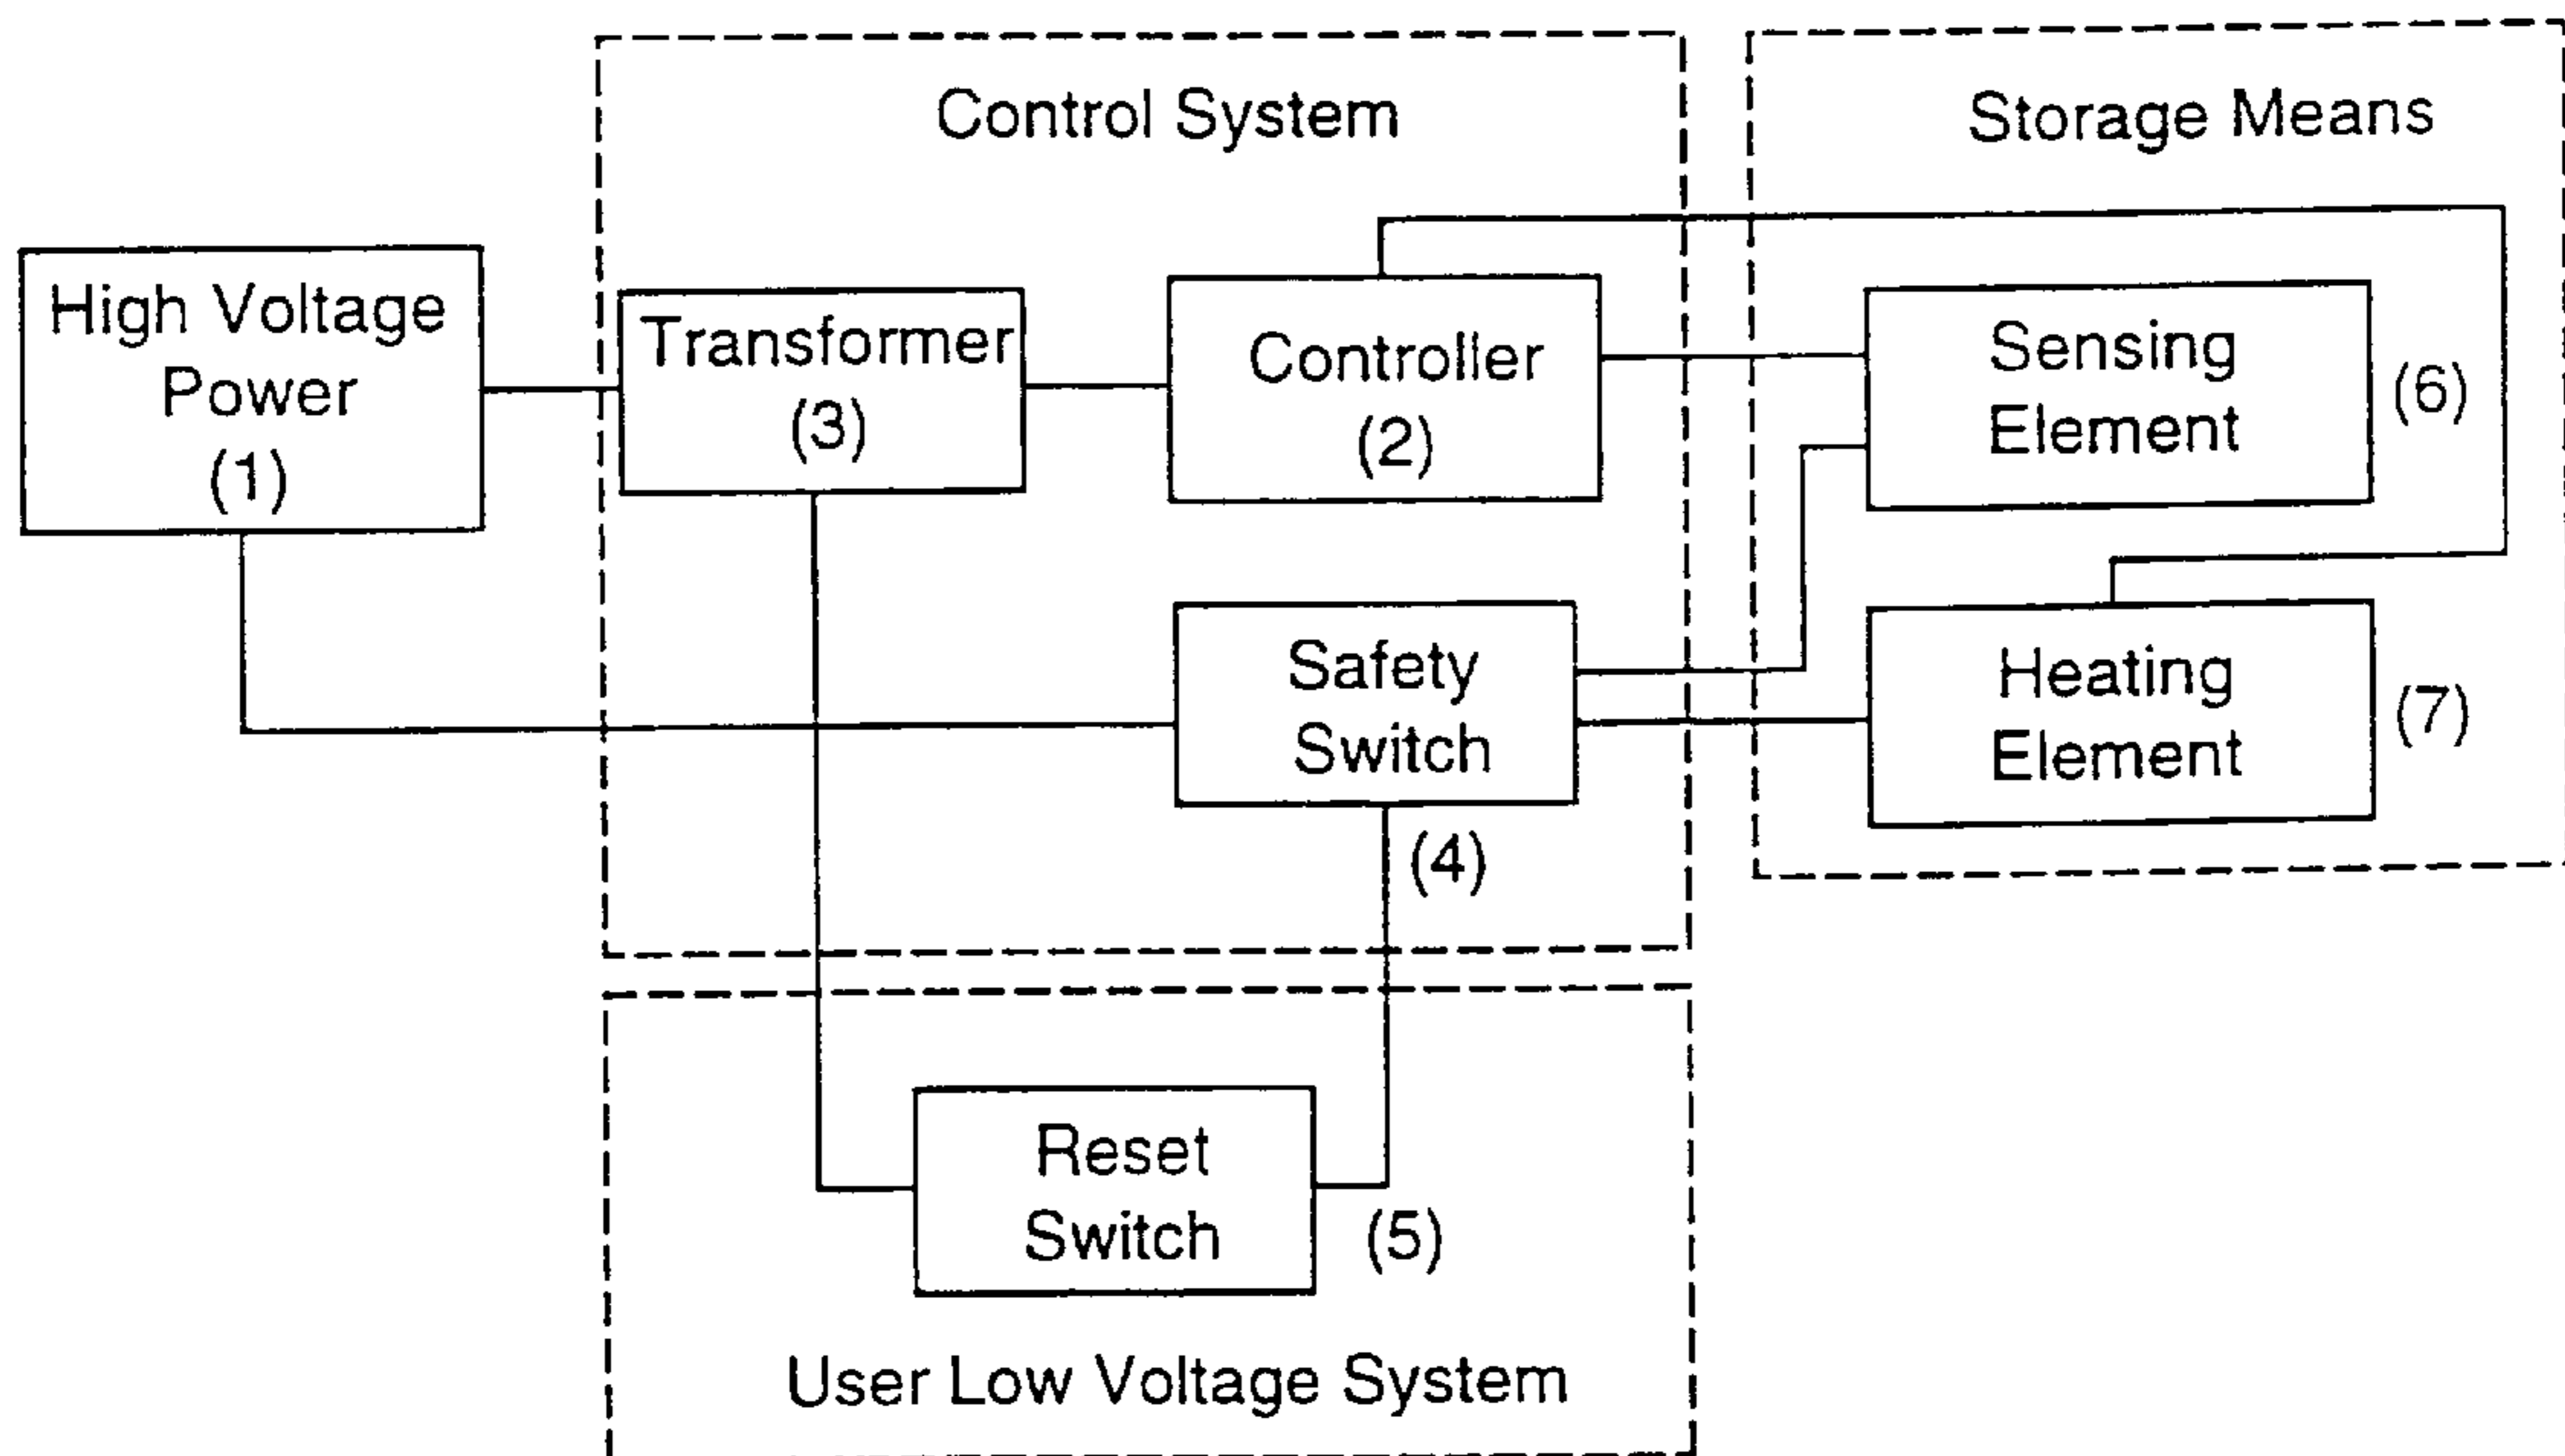 Control System
Storage Means
High Voltage
Power
(1)
Transformer
(3)
Controller
(2)
Sensing
Element
(6)
Safety
Switch
(4)
Heating
Element
(7)
Reset
Switch
(5)
User Low Voltage System